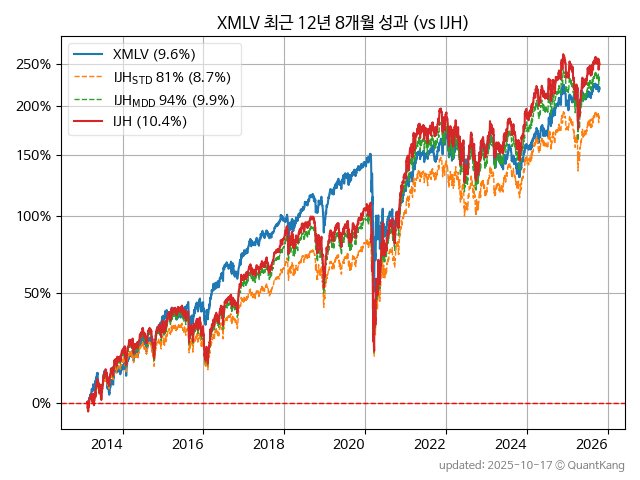 XMLV 최근 12년 8개월 성과 (vs IJH)
XMLV (9.6%)
IJHSTD 81% (8.7%)
IJHMDD 94% (9.9%)
IJH (10.4%)
250%
200%
150%
100%
50%
0%
2014 2016 2018 2020 2022 2024 2026
updated: 2025-10-17 © QuantKang